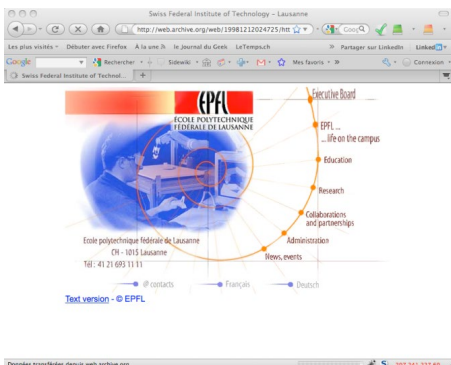 Swiss Federal Institute of Technology – Lausanne
http://web.archive.org/web/19981212024725/htt
Les plus visités
Débuter avec Firefox
À la une
le Journal du Geek
LeTemps.ch
Partager sur LinkedIn
Linked in
Google
Rechercher
Sidewiki
Mes favoris
Connexion
Swiss Federal Institute of Technol...
EPFL
ÉCOLE POLYTECHNIQUE
FÉDÉRALE DE LAUSANNE
Executive Board
EPFL ...
... life on the campus
Education
Research
Collaborations
and partnerships
Administration
News, events
Ecole polytechnique fédérale de Lausanne
CH - 1015 Lausanne
Tél : 41 21 693 11 11
@ contacts
Français
Deutsch
Text version - © EPFL
Données transférées depuis web.archive.org